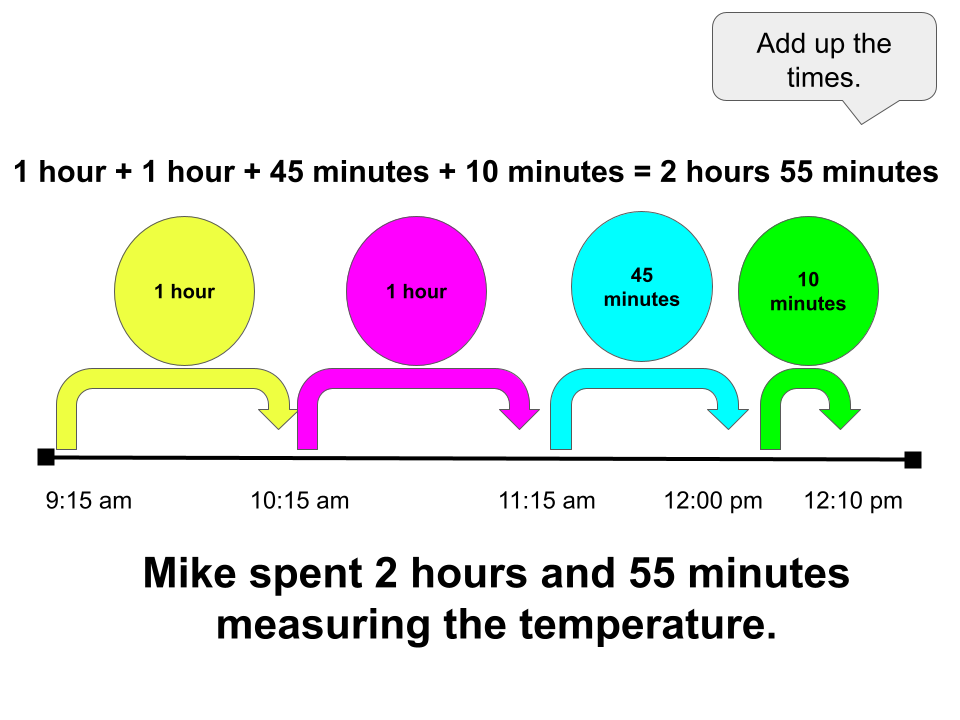 Add up the
times.
1 hour + 1 hour + 45 minutes + 10 minutes = 2 hours 55 minutes
1 hour
1 hour
45
minutes
10
minutes
9:15 am
10:15 am
11:15 am
12:00 pm
12:10 pm
Mike spent 2 hours and 55 minutes
measuring the temperature.